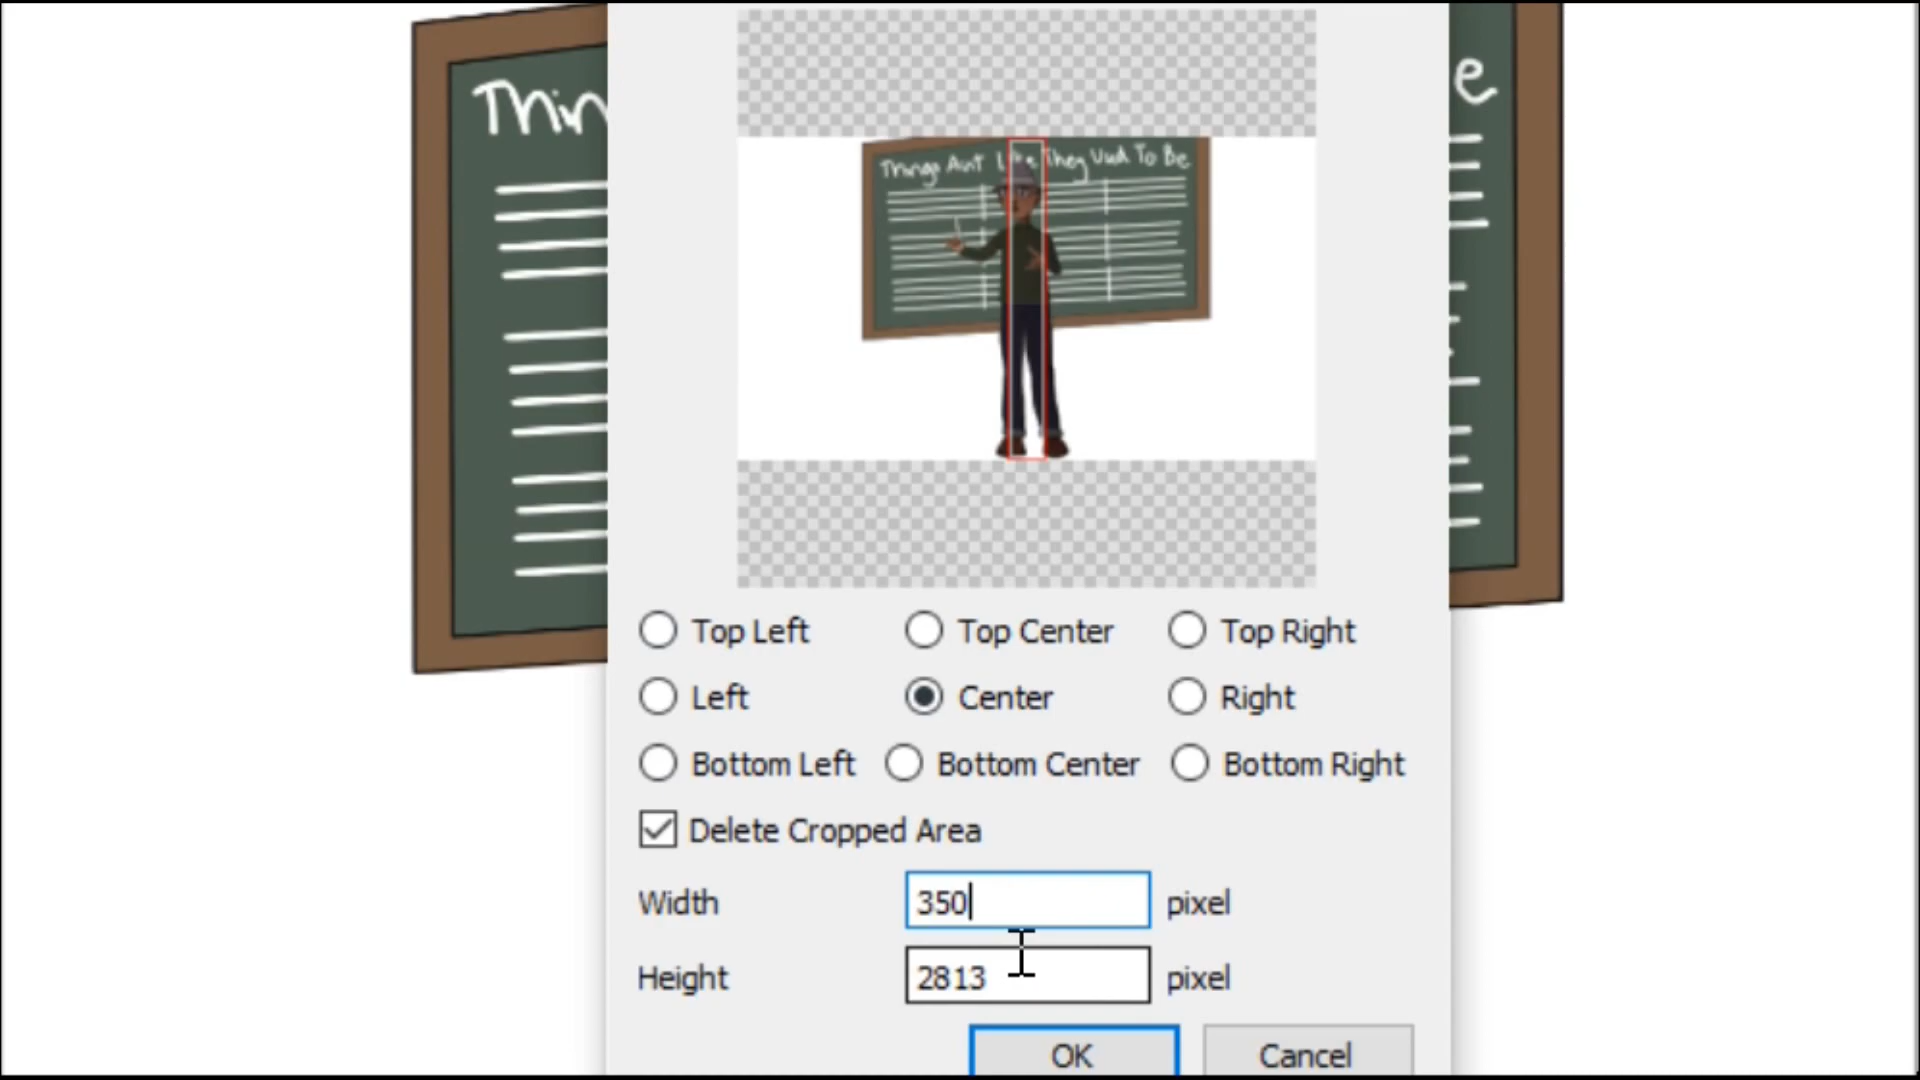 Thin
e
Things Ain't Like They Used To Be
Top Left Top Center Top Right
Left Center Right
Bottom Left Bottom Center Bottom Right
Delete Cropped Area
Width 350 pixel
Height 2813 pixel
OK Cancel